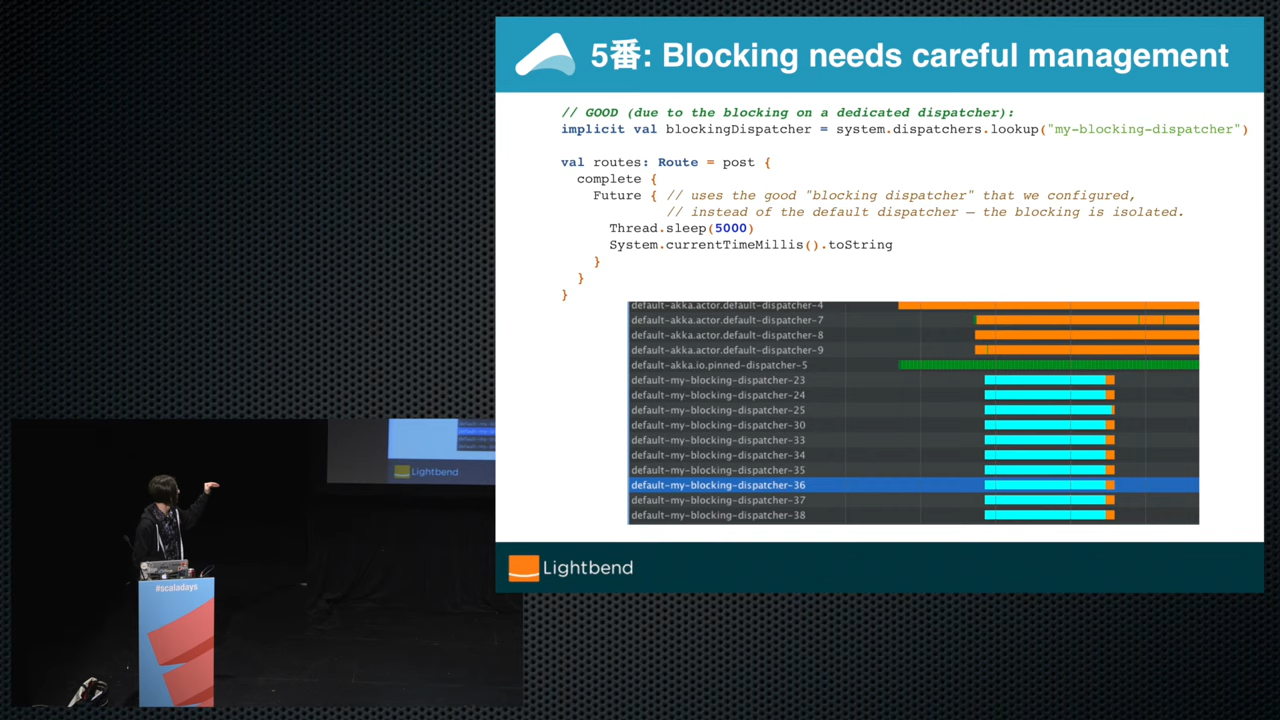 5番: Blocking needs careful management
// GOOD (due to the blocking on a dedicated dispatcher):
implicit val blockingDispatcher = system.dispatchers.lookup("my-blocking-dispatcher")
val routes: Route = post {
complete {
Future { // uses the good "blocking dispatcher" that we configured,
// instead of the default dispatcher – the blocking is isolated.
Thread.sleep(5000)
System.currentTimeMillis().toString
}
}
}
default-akka.actor.default-dispatcher-4
default-akka.actor.default-dispatcher-7
default-akka.actor.default-dispatcher-8
default-akka.actor.default-dispatcher-9
default-akka.io.pinned-dispatcher-5
default-my-blocking-dispatcher-23
default-my-blocking-dispatcher-24
default-my-blocking-dispatcher-25
default-my-blocking-dispatcher-30
default-my-blocking-dispatcher-33
default-my-blocking-dispatcher-34
default-my-blocking-dispatcher-35
default-my-blocking-dispatcher-36
default-my-blocking-dispatcher-37
default-my-blocking-dispatcher-38
Lightbend
Lightbend
#scaladays